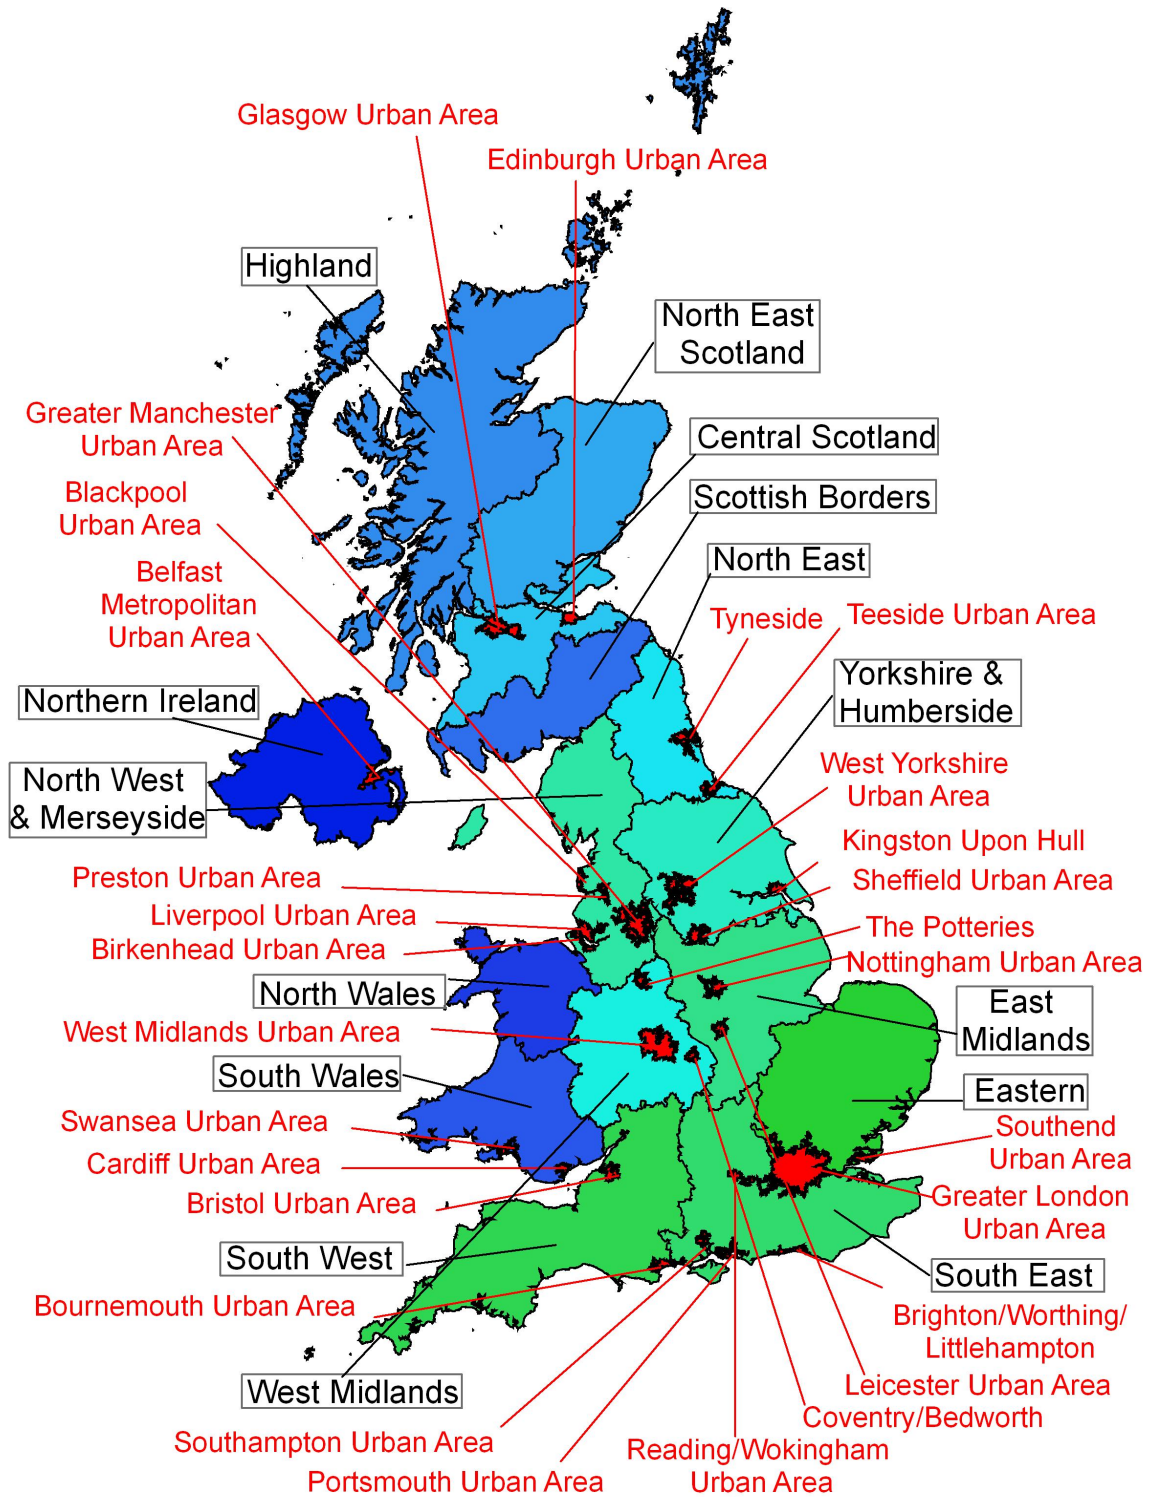 Glasgow Urban Area
Edinburgh Urban Area
Highland
North East
Scotland
Greater Manchester
Urban Area
Central Scotland
Blackpool
Urban Area
Scottish Borders
North East
Belfast
Metropolitan
Urban Area
Tyneside
Teeside Urban Area
Yorkshire &
Humberside
Northern Ireland
North West
& Merseyside
West Yorkshire
Urban Area
Kingston Upon Hull
Preston Urban Area
Sheffield Urban Area
Liverpool Urban Area
The Potteries
Birkenhead Urban Area
Nottingham Urban Area
North Wales
East
Midlands
West Midlands Urban Area
South Wales
Eastern
Swansea Urban Area
Southend
Urban Area
Cardiff Urban Area
Bristol Urban Area
Greater London
Urban Area
South West
South East
Bournemouth Urban Area
Brighton/Worthing/
Littlehampton
West Midlands
Leicester Urban Area
Coventry/Bedworth
Southampton Urban Area
Reading/Wokingham
Urban Area
Portsmouth Urban Area